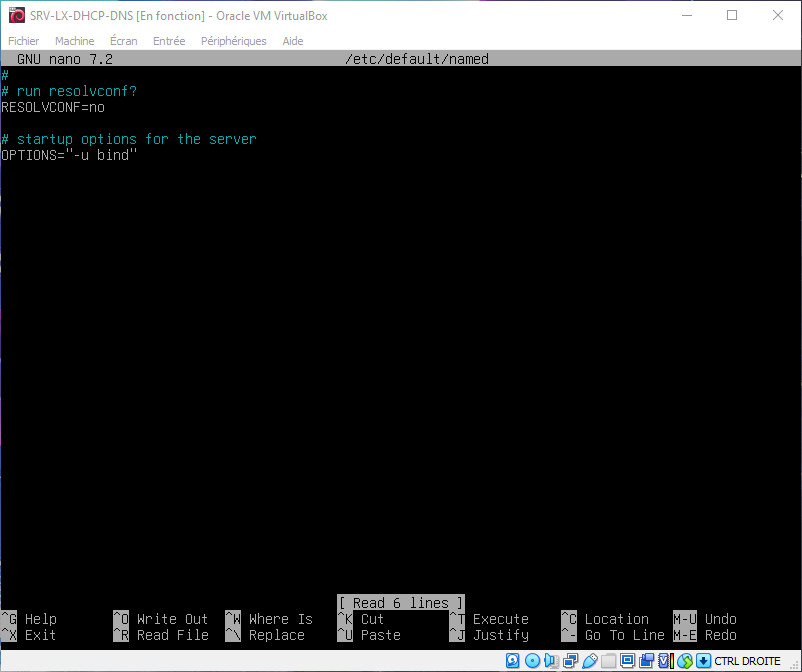 SRV-LX-DHCP-DNS [En fonction] - Oracle VM VirtualBox
Fichier Machine Écran Entrée Périphériques Aide
GNU nano 7.2 /etc/default/named
#
# run resolvconf?
RESOLVCONF=no
# startup options for the server
OPTIONS="-u bind"
[ Read 6 lines ]
^G Help ^O Write Out ^W Where Is ^K Cut ^T Execute ^C Location M-U Undo
^X Exit ^R Read File ^\ Replace ^U Paste ^J Justify ^- Go To Line M-E Redo
CTRL DROITE